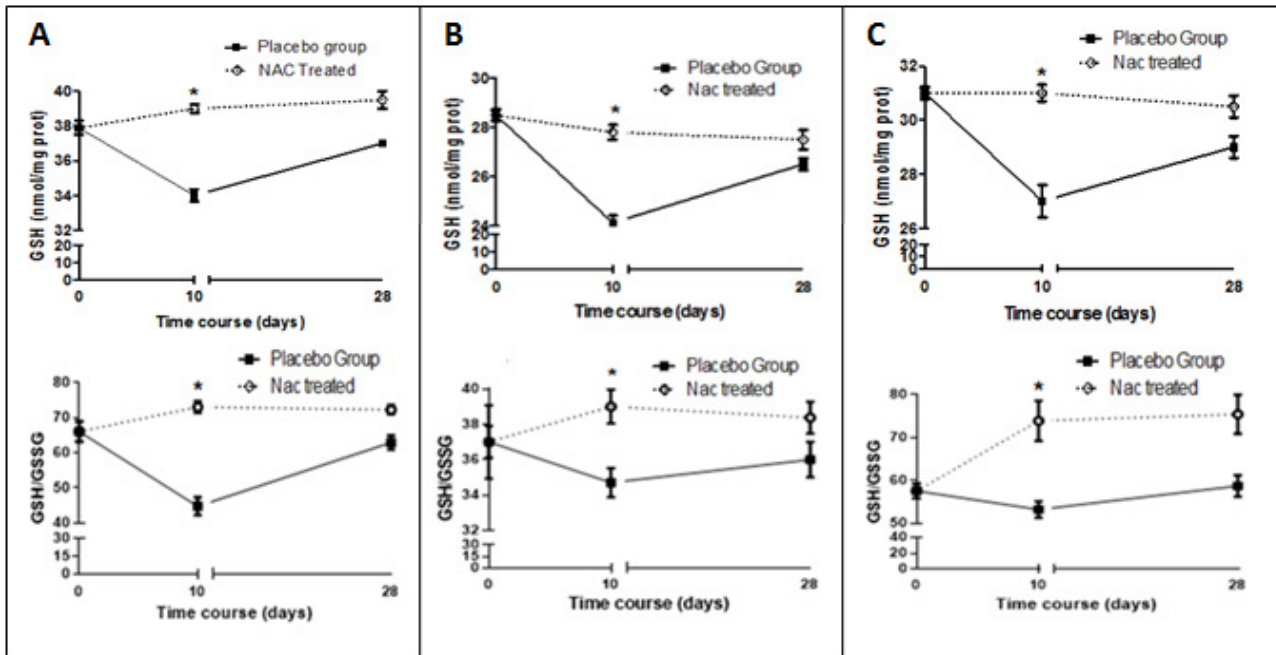 A
Placebo group
NAC Treated
*
40
38
36
34
32
20
10
0
GSH (nmol/mg prot)
0 10 28
Time course (days)
Placebo Group
Nac treated
*
80
70
60
50
40
30
15
0
GSH/GSSG
0 10 28
Time course (days)
B
Placebo Group
Nac treated
*
30
28
26
24
20
10
0
GSH (nmol/mg prot)
0 10 28
Time course (days)
Placebo Group
Nac treated
*
40
38
36
34
32
30
15
0
GSH/GSSG
0 10 28
Time course (days)
C
Placebo Group
Nac treated
*
32
30
28
26
20
10
0
GSH (nmol/mg prot)
0 10 28
Time course (days)
Placebo Group
Nac treated
*
80
70
60
50
40
20
0
GSH/GSSG
0 10 28
Time course (days)